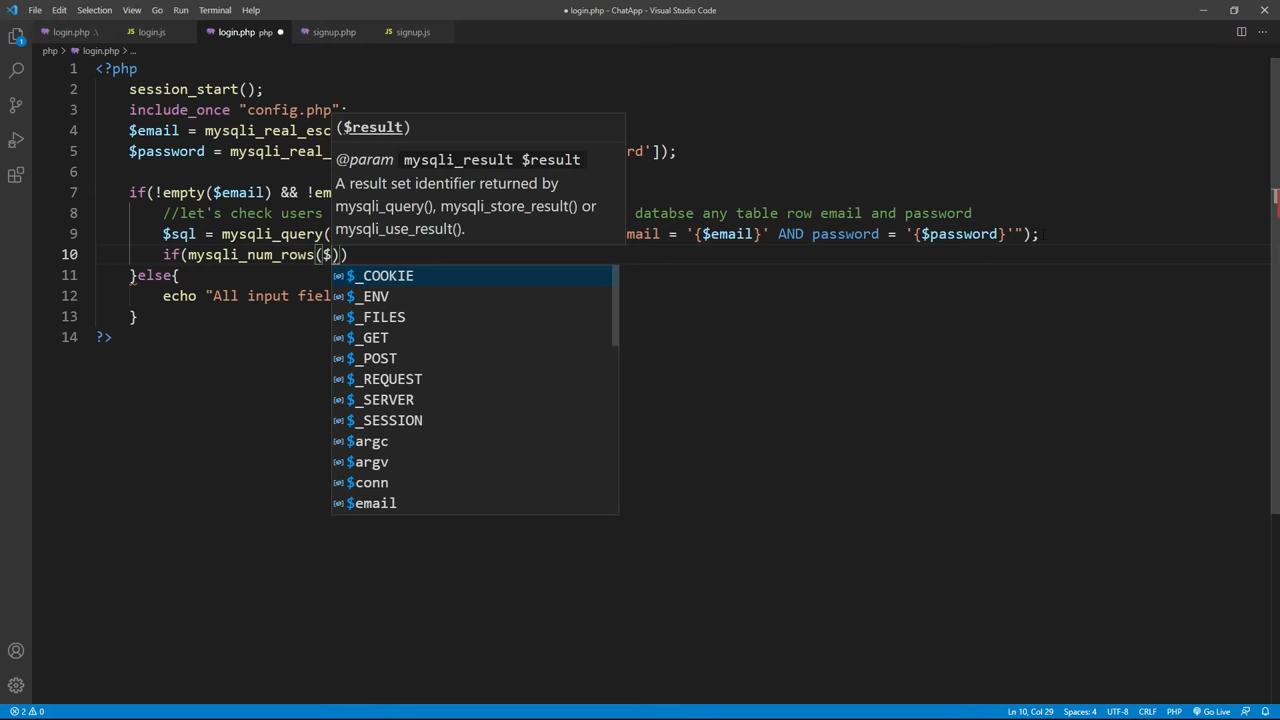 File Edit Selection View Go Run Terminal Help
● login.php - ChatApp - Visual Studio Code
login.php .\ login.js login.php php ● signup.php signup.js
php > login.php ...
1 <?php
2 session_start();
3 include_once "config.php";
4 $email = mysqli_real_esc
5 $password = mysqli_real_ rd']);
6
7 if(!empty($email) && !em
8 //let's check users databse any table row email and password
9 $sql = mysqli_query( mail = '{$email}' AND password = '{$password}'");
10 if(mysqli_num_rows($))
11 }else{
12 echo "All input fiel
13 }
14 ?>
($result)
@param mysqli_result $result
A result set identifier returned by
mysqli_query(), mysqli_store_result() or
mysqli_use_result().
$_COOKIE
$_ENV
$_FILES
$_GET
$_POST
$_REQUEST
$_SERVER
$_SESSION
$argc
$argv
$conn
$email
1
2 0
Ln 10, Col 29 Spaces: 4 UTF-8 CRLF PHP Go Live